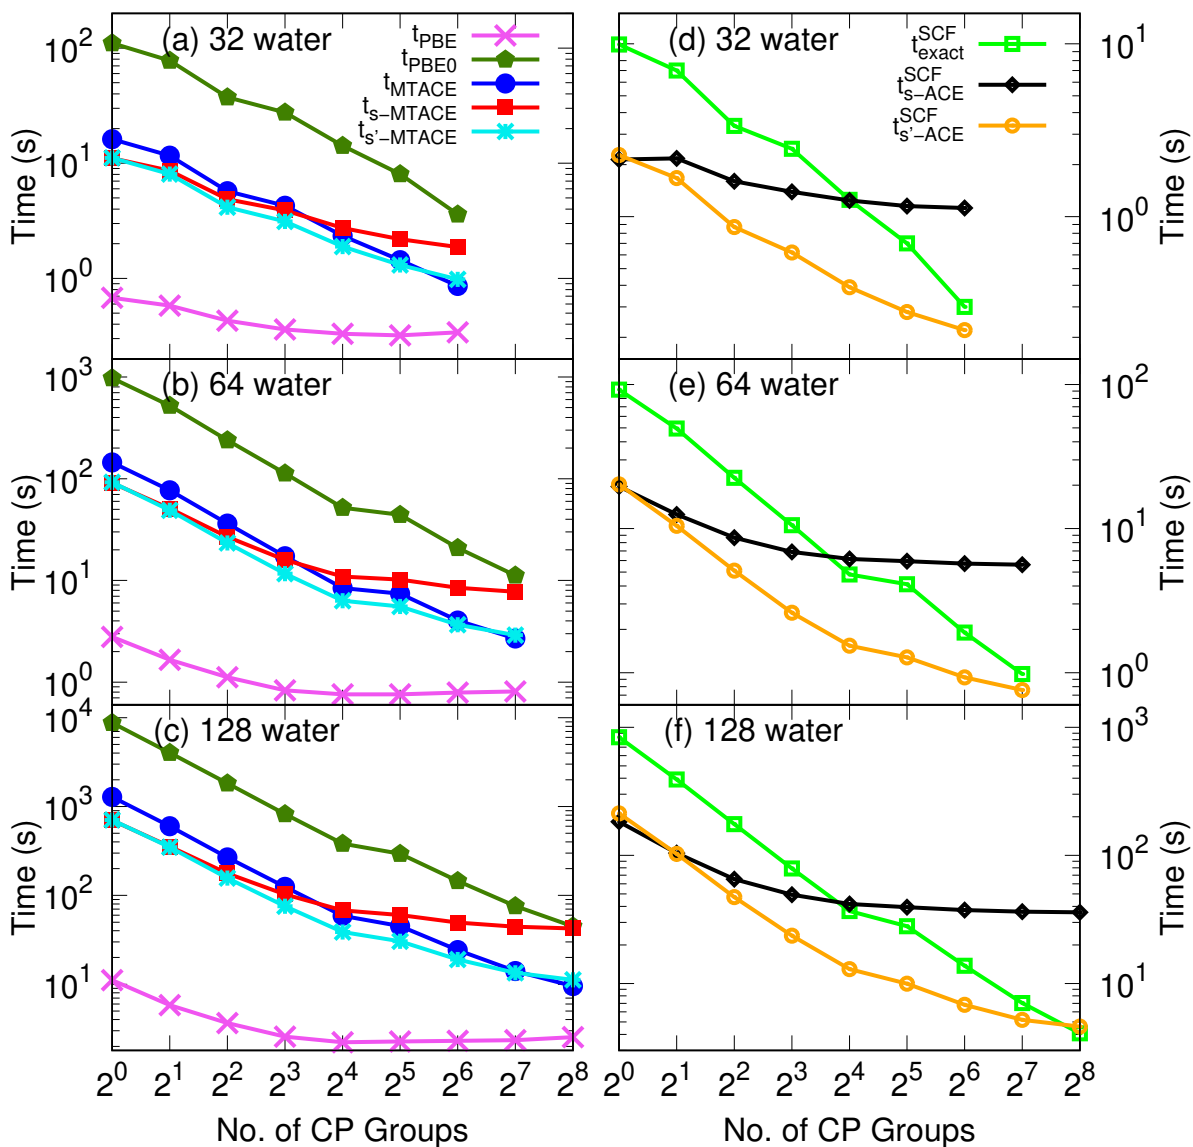 (a) 32 water
t_PBE
t_PBE0
t_MTACE
t_s−MTACE
t_s'−MTACE
10^2
10^1
10^0
Time (s)
(d) 32 water
t^SCF_exact
t^SCF_s−ACE
t^SCF_s'−ACE
10^1
10^0
Time (s)
(b) 64 water
10^3
10^2
10^1
10^0
Time (s)
(e) 64 water
10^2
10^1
10^0
Time (s)
(c) 128 water
10^4
10^3
10^2
10^1
Time (s)
(f) 128 water
10^3
10^2
10^1
Time (s)
2^0 2^1 2^2 2^3 2^4 2^5 2^6 2^7 2^8
No. of CP Groups
2^0 2^1 2^2 2^3 2^4 2^5 2^6 2^7 2^8
No. of CP Groups